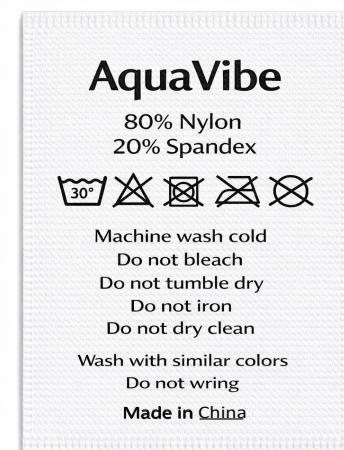 AquaVibe
80% Nylon
20% Spandex
30°
Machine wash cold
Do not bleach
Do not tumble dry
Do not iron
Do not dry clean
Wash with similar colors
Do not wring
Made in China